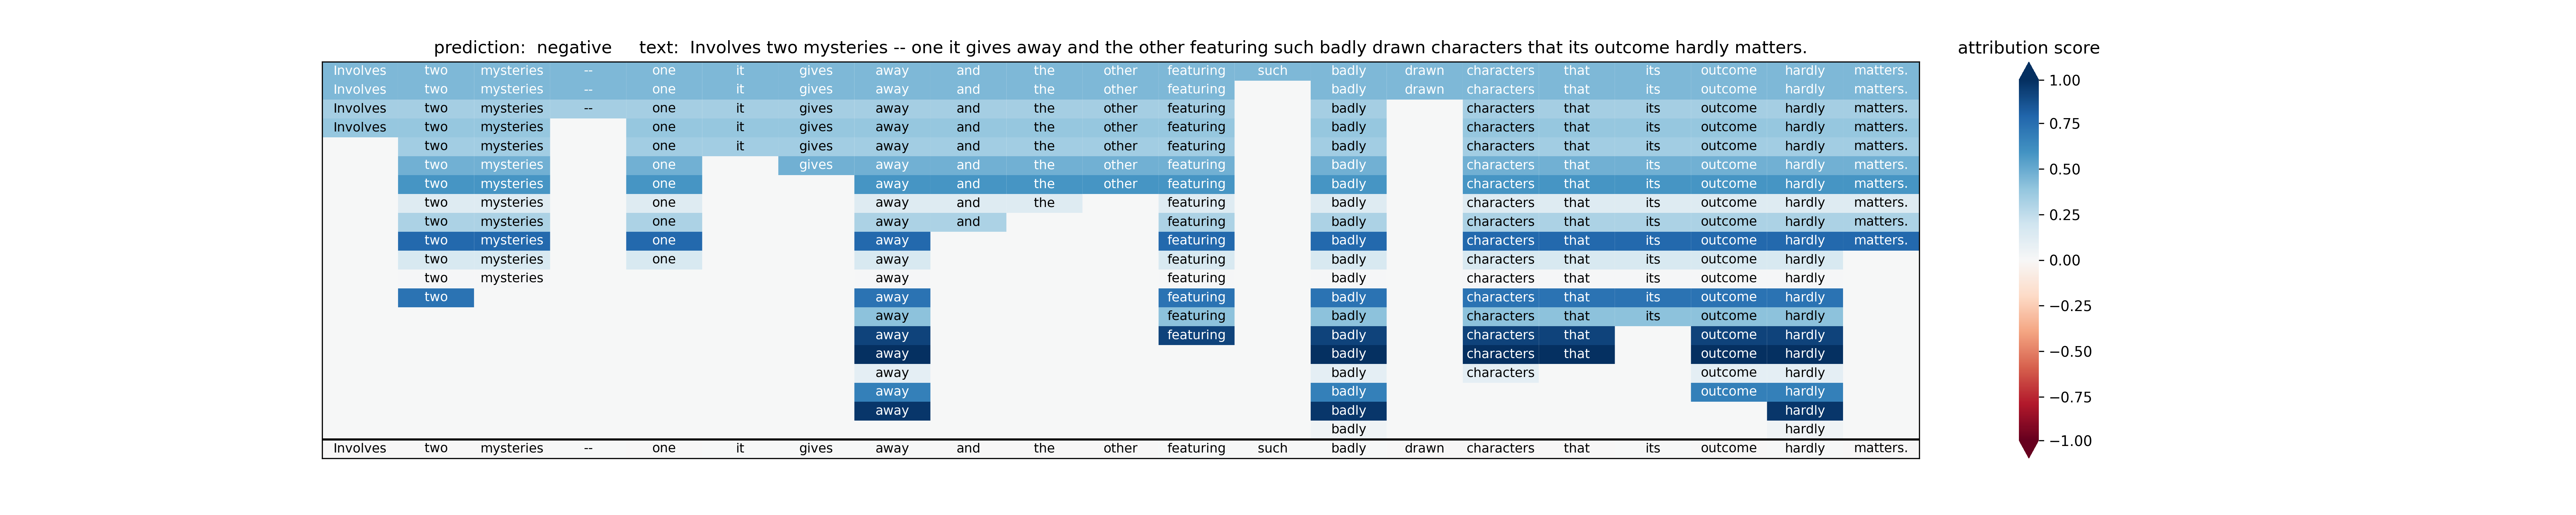 prediction:  negative     text:  Involves two mysteries -- one it gives away and the other featuring such badly drawn characters that its outcome hardly matters.
attribution score
Involves two mysteries -- one it gives away and the other featuring such badly drawn characters that its outcome hardly matters.
Involves two mysteries -- one it gives away and the other featuring badly drawn characters that its outcome hardly matters.
Involves two mysteries -- one it gives away and the other featuring badly characters that its outcome hardly matters.
Involves two mysteries one it gives away and the other featuring badly characters that its outcome hardly matters.
two mysteries one it gives away and the other featuring badly characters that its outcome hardly matters.
two mysteries one gives away and the other featuring badly characters that its outcome hardly matters.
two mysteries one away and the other featuring badly characters that its outcome hardly matters.
two mysteries one away and the featuring badly characters that its outcome hardly matters.
two mysteries one away and featuring badly characters that its outcome hardly matters.
two mysteries one away featuring badly characters that its outcome hardly matters.
two mysteries one away featuring badly characters that its outcome hardly
two mysteries away featuring badly characters that its outcome hardly
two away featuring badly characters that its outcome hardly
away featuring badly characters that its outcome hardly
away featuring badly characters that outcome hardly
away badly characters that outcome hardly
away badly characters outcome hardly
away badly outcome hardly
away badly hardly
badly hardly
Involves two mysteries -- one it gives away and the other featuring such badly drawn characters that its outcome hardly matters.
1.00
0.75
0.50
0.25
0.00
−0.25
−0.50
−0.75
−1.00